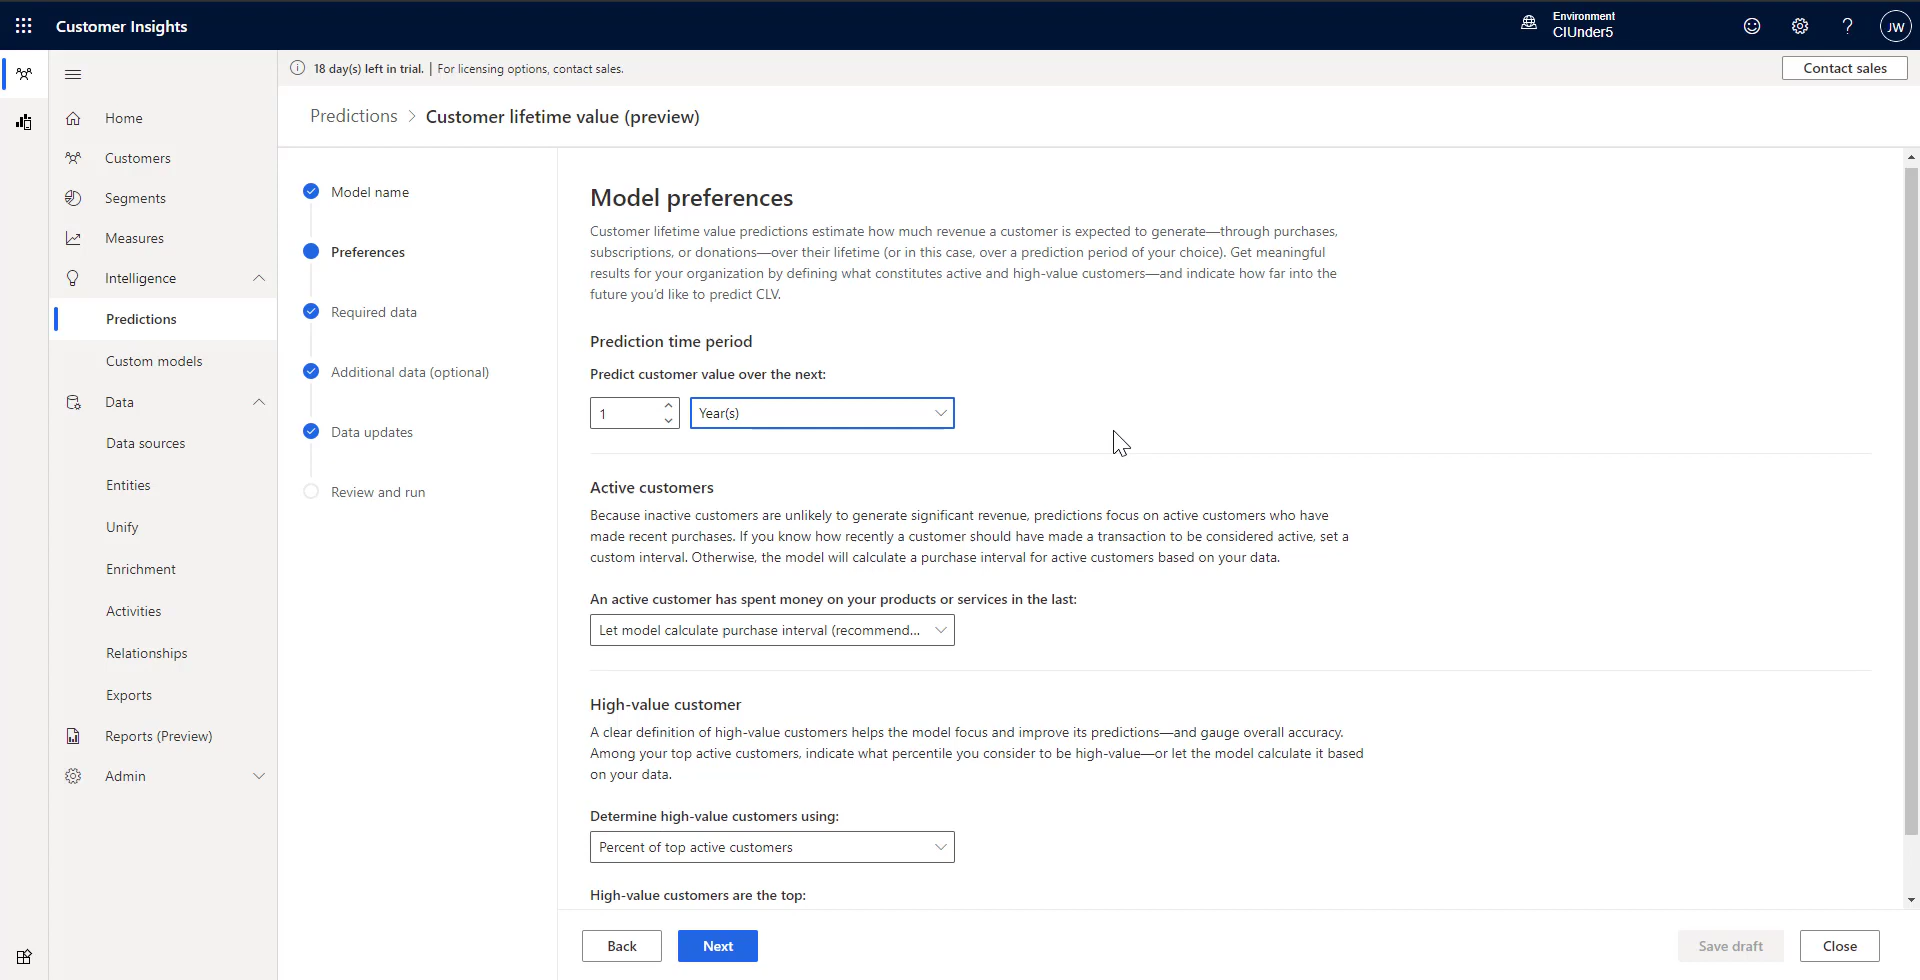 Customer Insights
Environment
CIUnder5
JW
18 day(s) left in trial. | For licensing options, contact sales.
Contact sales
Home
Customers
Segments
Measures
Intelligence
Predictions
Custom models
Data
Data sources
Entities
Unify
Enrichment
Activities
Relationships
Exports
Reports (Preview)
Admin
Predictions > Customer lifetime value (preview)
Model name
Preferences
Required data
Additional data (optional)
Data updates
Review and run
Model preferences
Customer lifetime value predictions estimate how much revenue a customer is expected to generate—through purchases,
subscriptions, or donations—over their lifetime (or in this case, over a prediction period of your choice). Get meaningful
results for your organization by defining what constitutes active and high-value customers—and indicate how far into the
future you'd like to predict CLV.
Prediction time period
Predict customer value over the next:
1
Year(s)
Active customers
Because inactive customers are unlikely to generate significant revenue, predictions focus on active customers who have
made recent purchases. If you know how recently a customer should have made a transaction to be considered active, set a
custom interval. Otherwise, the model will calculate a purchase interval for active customers based on your data.
An active customer has spent money on your products or services in the last:
Let model calculate purchase interval (recommend...
High-value customer
A clear definition of high-value customers helps the model focus and improve its predictions—and gauge overall accuracy.
Among your top active customers, indicate what percentile you consider to be high-value—or let the model calculate it based
on your data.
Determine high-value customers using:
Percent of top active customers
High-value customers are the top:
Back
Next
Save draft
Close